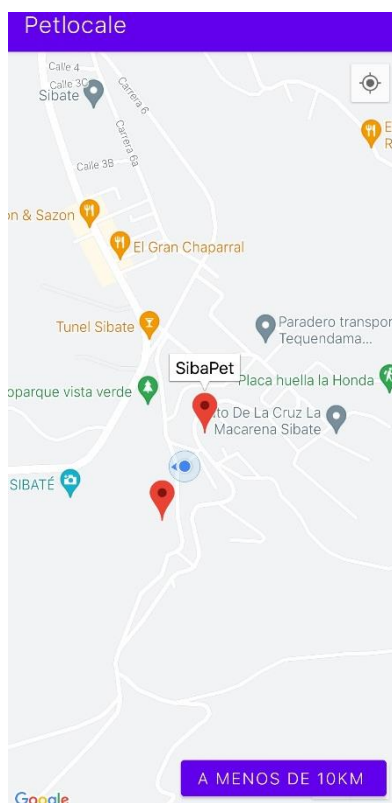 Petlocale
Calle 4
Calle 3C
Sibate
Carrera 6
Carrera 6a
Calle 3B
E
R
n & Sazon
El Gran Chaparral
Tunel Sibate
Paradero transpor
Tequendama...
SibaPet
Placa huella la Honda
oparque vista verde
to De La Cruz La
Macarena Sibate
SIBATÉ
A MENOS DE 10KM
Google